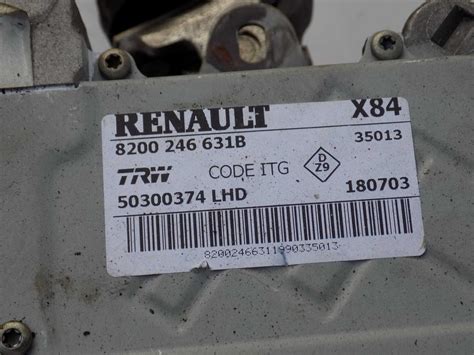 RENAULT X84
8200 246 631B 35013
TRW CODE ITG D Z9
50300374 LHD 180703
82002466311990335013